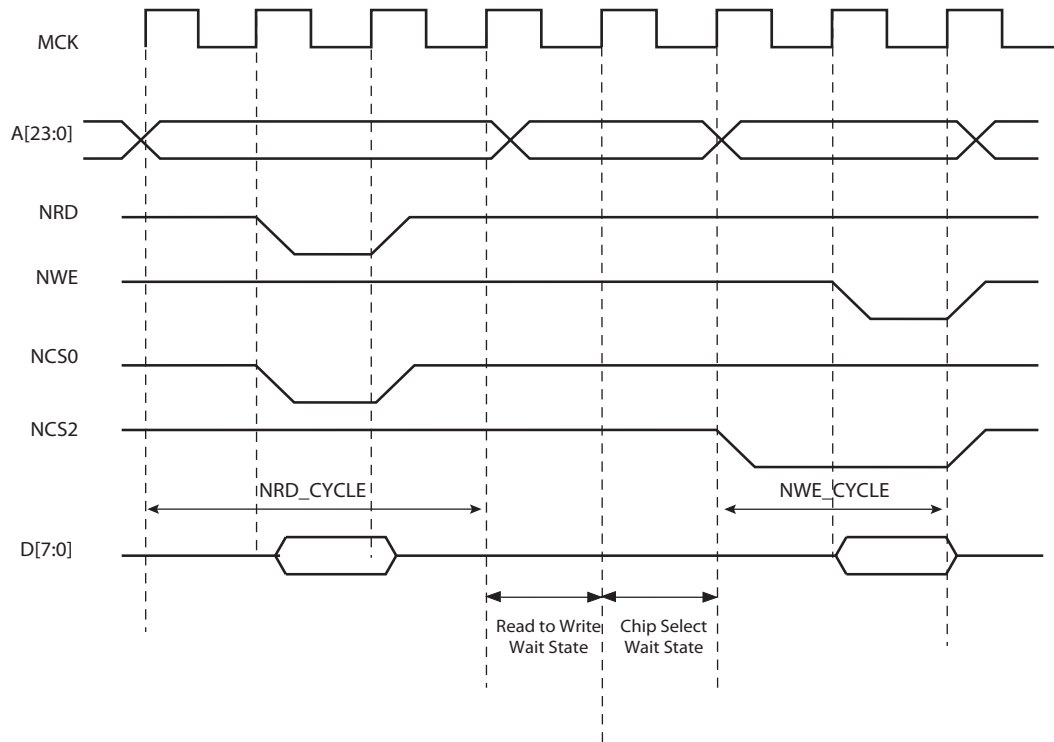 MCK
A[23:0]
NRD
NWE
NCS0
NCS2
NRD_CYCLE
NWE_CYCLE
D[7:0]
Read to Write
Wait State
Chip Select
Wait State